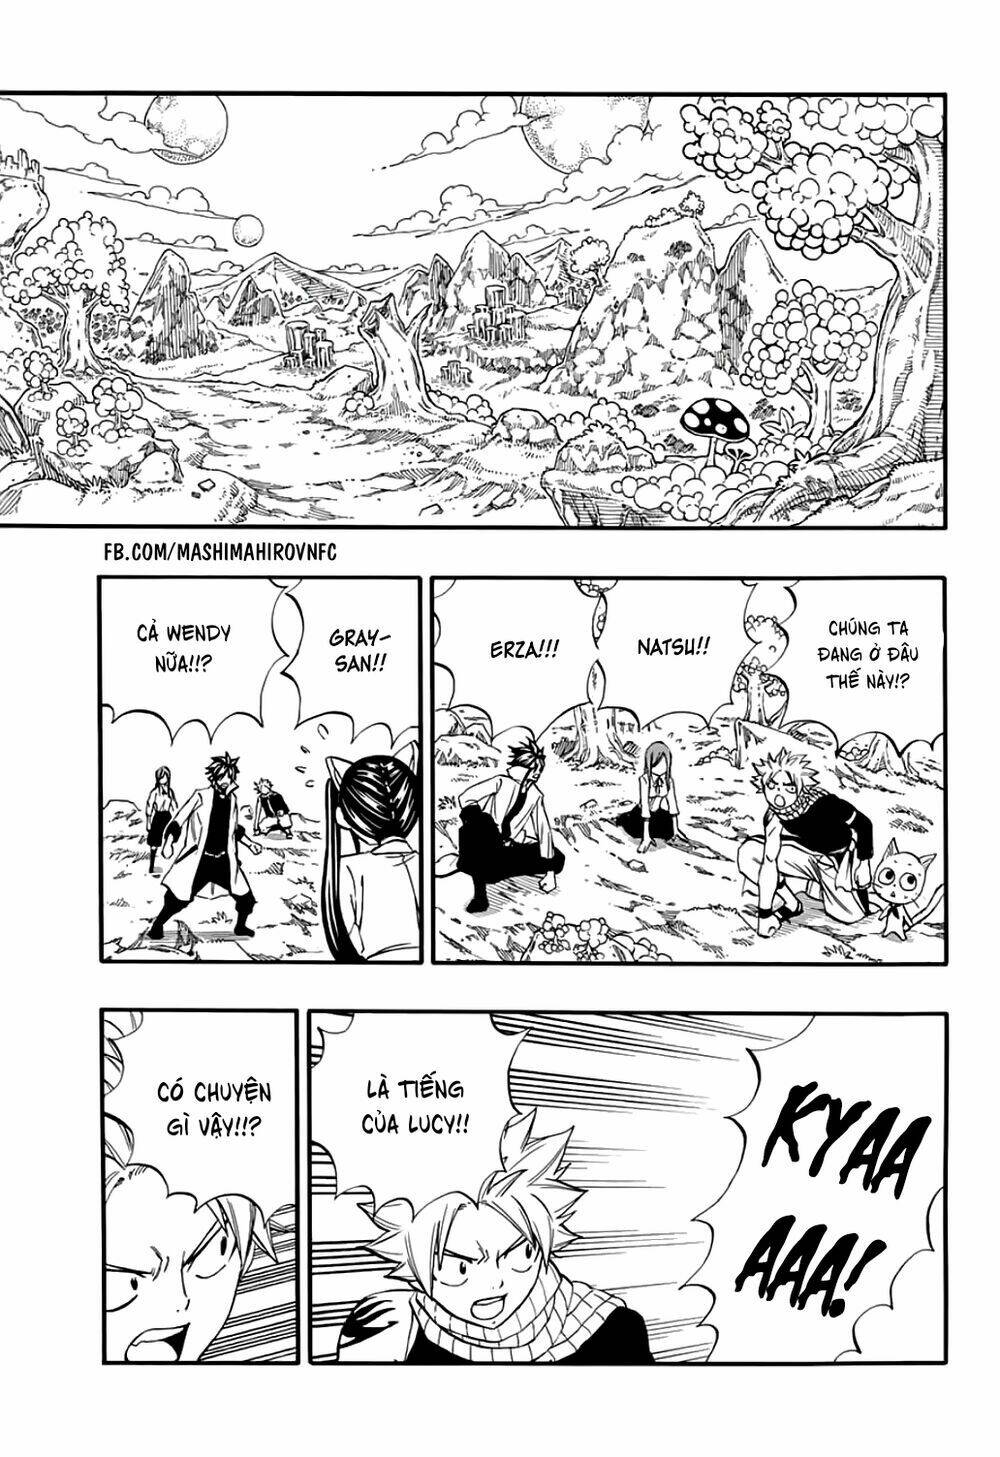 FB.COM/MASHIMAHIROVNFC
CHÚNG TA
ĐANG Ở ĐÂU
THẾ NÀY!?
NATSU!!
ERZA!!!
GRAY-
SAN!!
CẢ WENDY
NỮA!!?
KYAA
AAA!
LÀ TIẾNG
CỦA LUCY!!
CÓ CHUYỆN
GÌ VẬY!!?